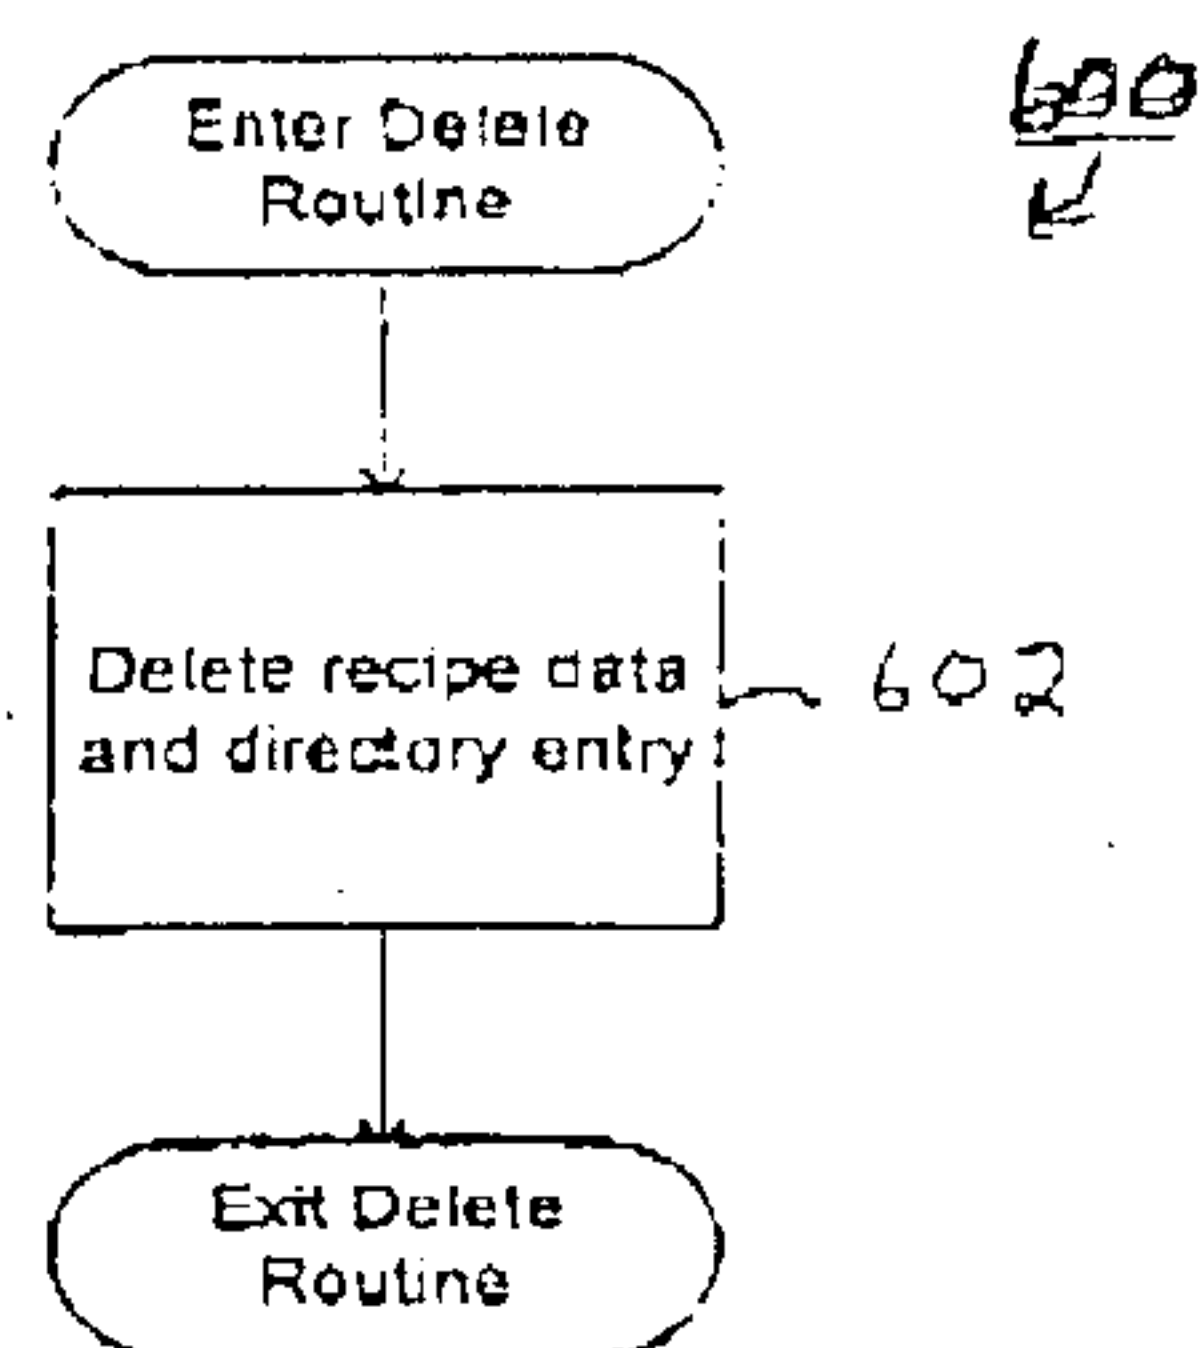 Enter Delete
Routine
600
Delete recipe data
and directory entry
602
Exit Delete
Routine